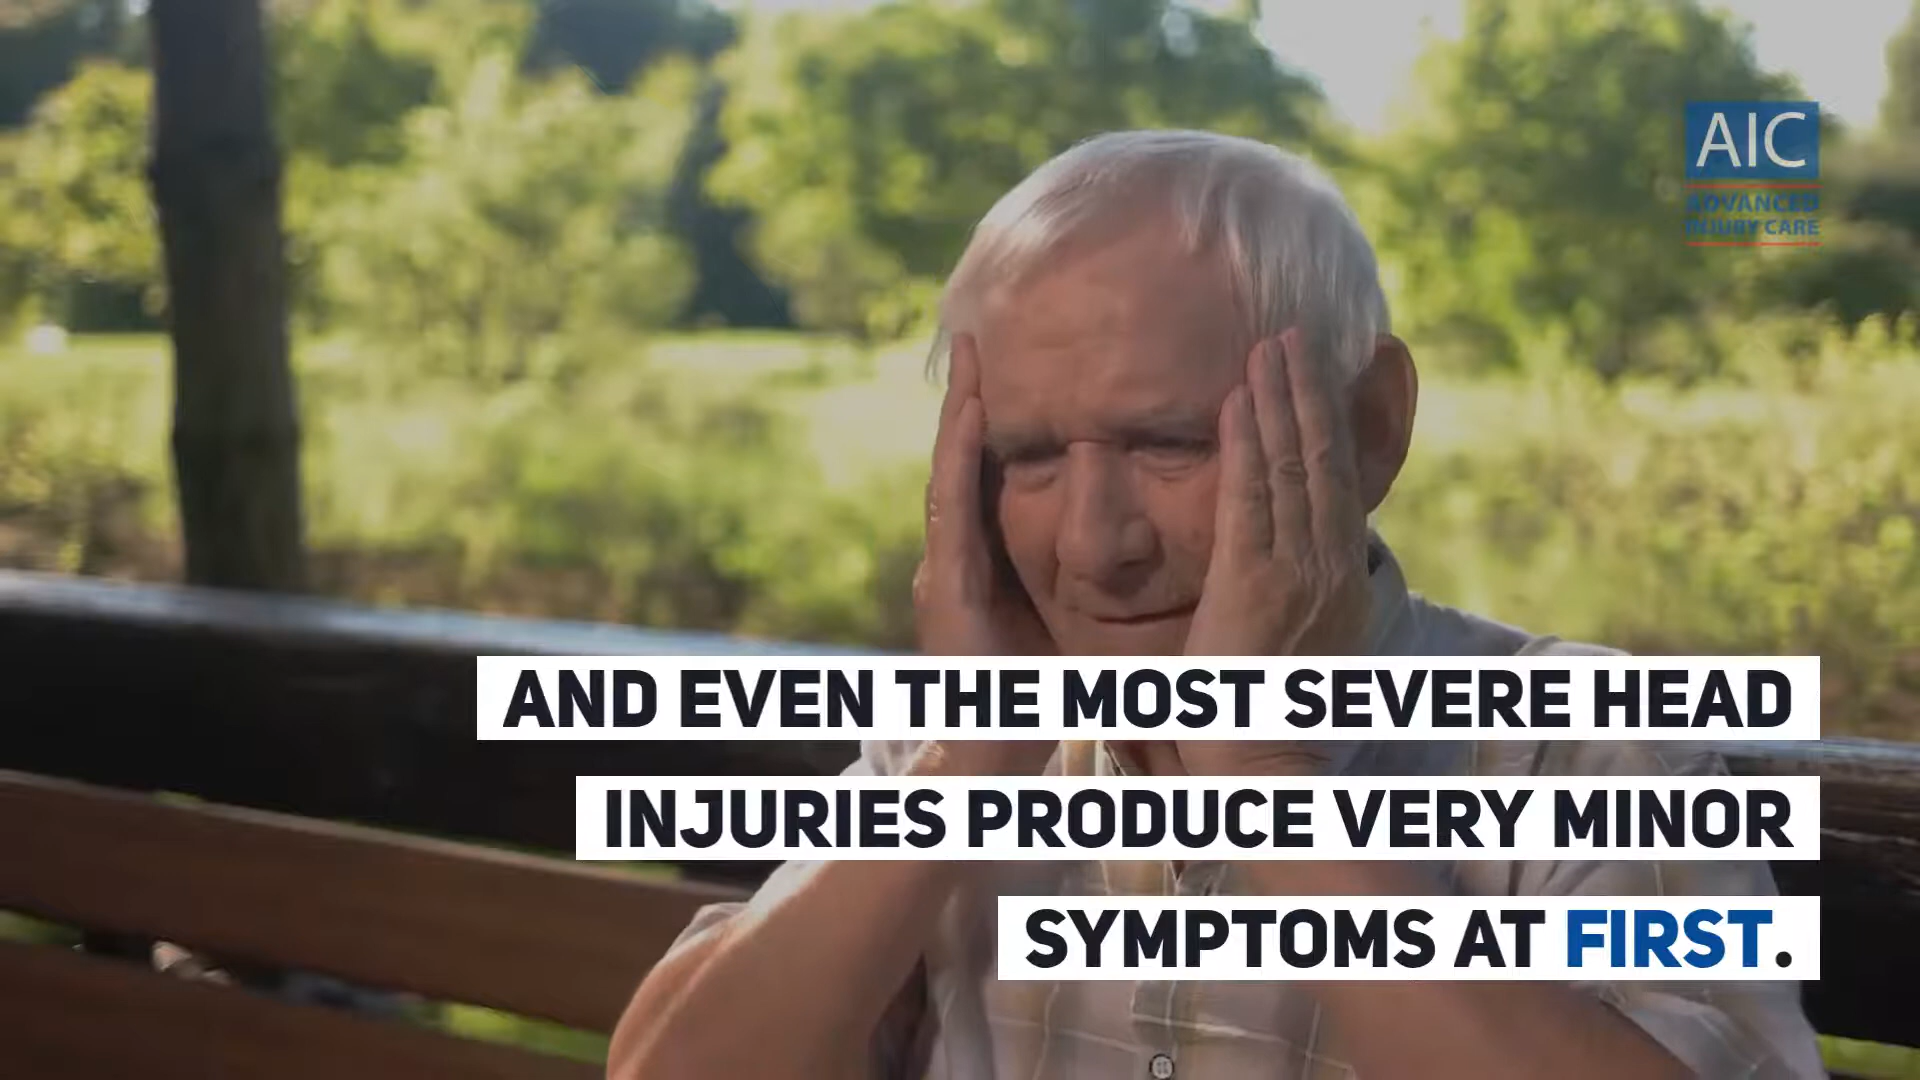 AIC
ADVANCED
INJURY CARE
AND EVEN THE MOST SEVERE HEAD
INJURIES PRODUCE VERY MINOR
SYMPTOMS AT FIRST.